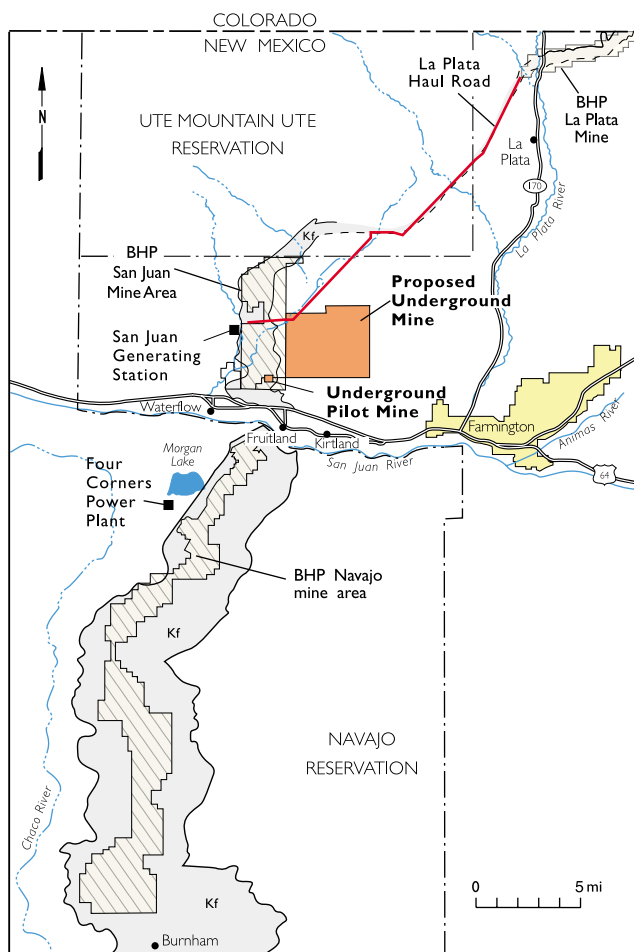 COLORADO
NEW MEXICO
N
La Plata
Haul Road
BHP
La Plata
Mine
UTE MOUNTAIN UTE
RESERVATION
La
Plata
170
La Plata River
Kf
BHP
San Juan
Mine Area
Proposed
Underground
Mine
San Juan
Generating
Station
Underground
Pilot Mine
Waterflow
Fruitland
Kirtland
Farmington
Animas River
San Juan River
64
Morgan
Lake
Four
Corners
Power
Plant
BHP Navajo
mine area
Kf
NAVAJO
RESERVATION
Chaco River
0 5 mi
Kf
Burnham